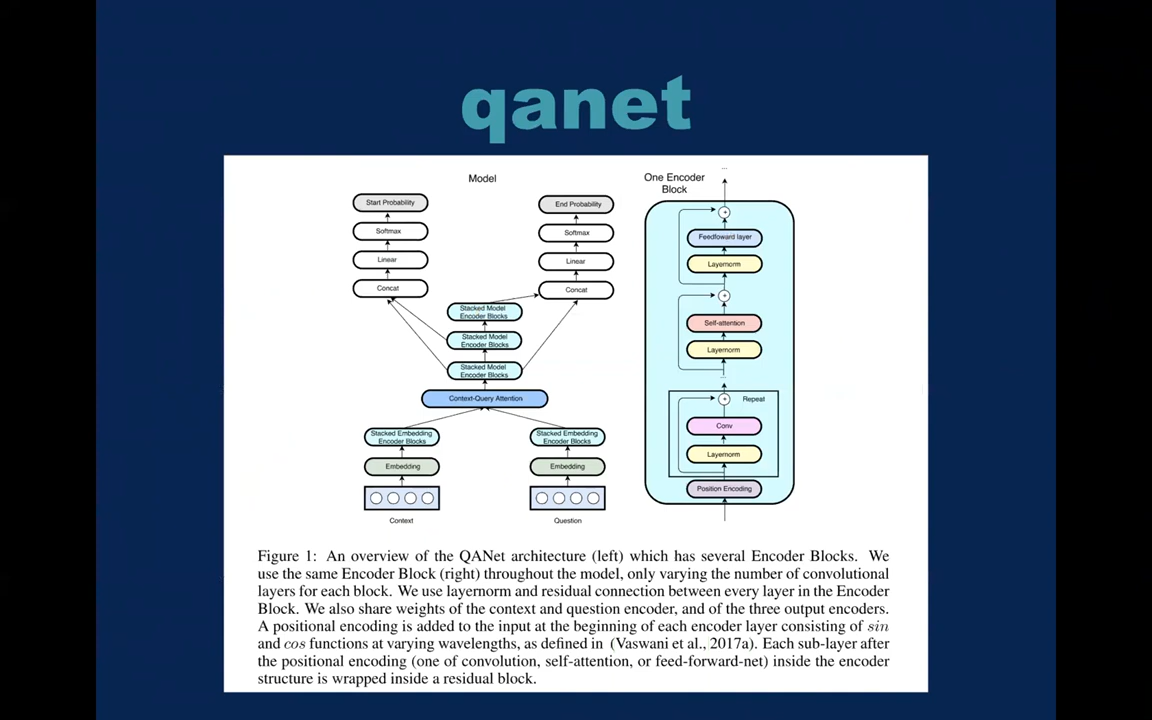 qanet
Model
Start Probability
Softmax
Linear
Concat
End Probability
Softmax
Linear
Concat
Stacked Model
Encoder Blocks
Stacked Model
Encoder Blocks
Stacked Model
Encoder Blocks
Context-Query Attention
Stacked Embedding
Encoder Blocks
Stacked Embedding
Encoder Blocks
Embedding
Embedding
Context
Question
One Encoder
Block
...
+
Feedfoward layer
Layernorm
+
Self-attention
Layernorm
...
+
Repeat
Conv
Layernorm
Position Encoding
Figure 1: An overview of the QANet architecture (left) which has several Encoder Blocks. We
use the same Encoder Block (right) throughout the model, only varying the number of convolutional
layers for each block. We use layernorm and residual connection between every layer in the Encoder
Block. We also share weights of the context and question encoder, and of the three output encoders.
A positional encoding is added to the input at the beginning of each encoder layer consisting of sin
and cos functions at varying wavelengths, as defined in (Vaswani et al., 2017a). Each sub-layer after
the positional encoding (one of convolution, self-attention, or feed-forward-net) inside the encoder
structure is wrapped inside a residual block.